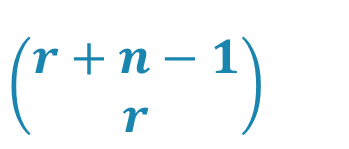 (r + n − 1
r)